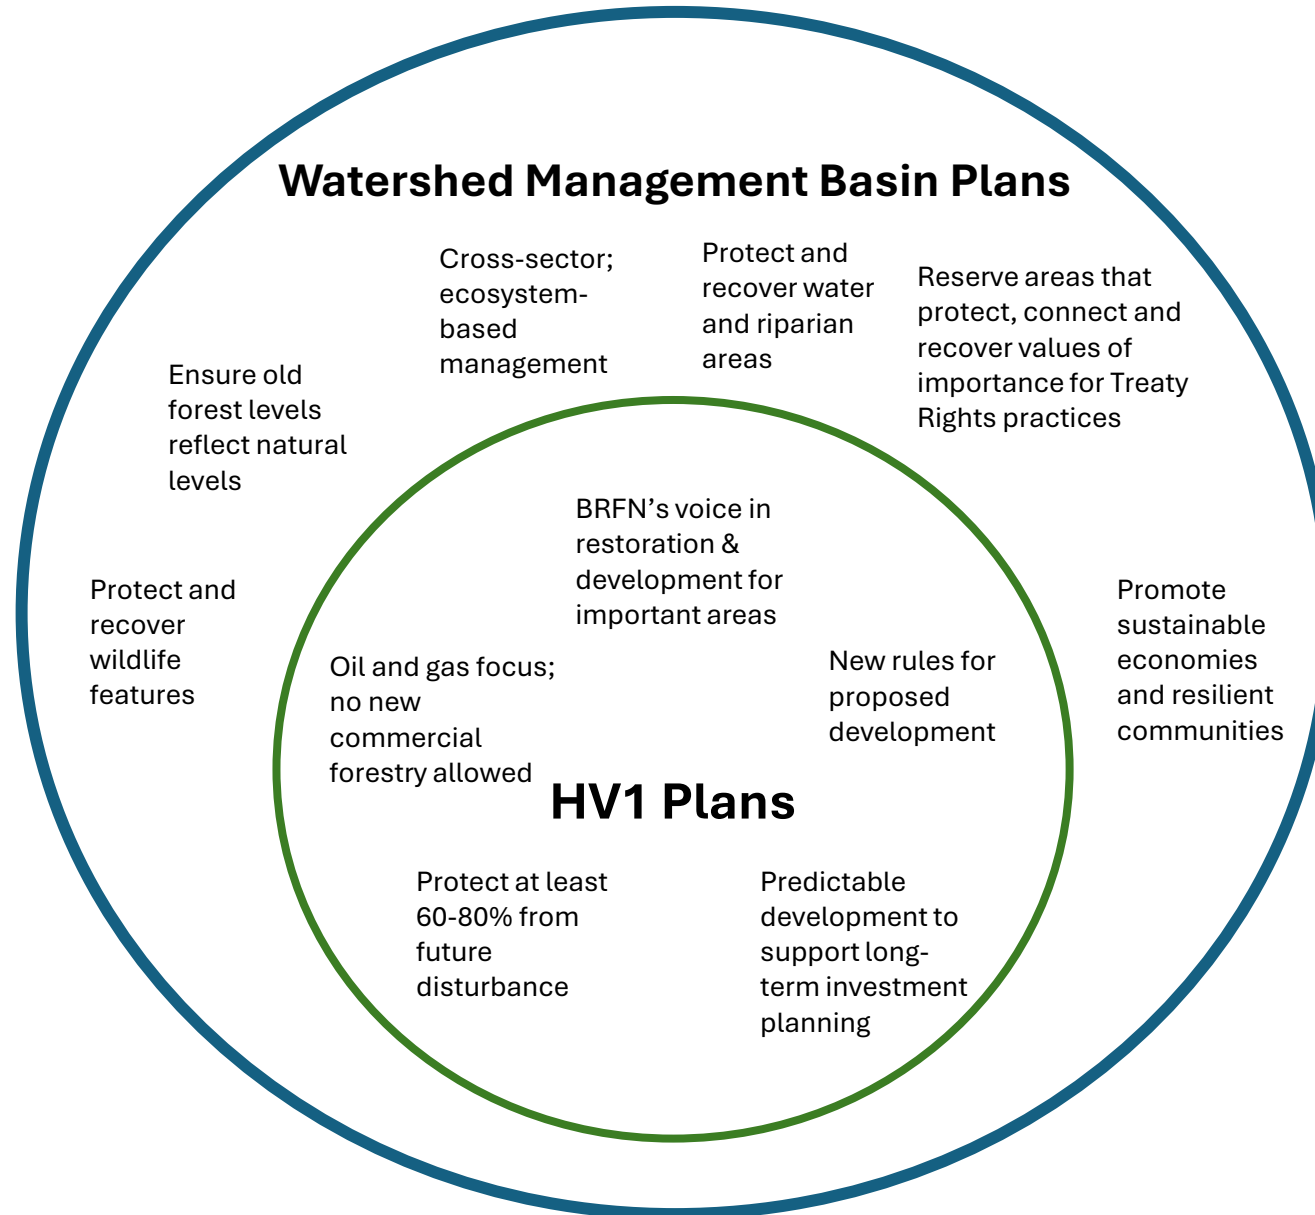 Watershed Management Basin Plans
Cross-sector;
ecosystem-
based
management
Protect and
recover water
and riparian
areas
Reserve areas that
protect, connect and
recover values of
importance for Treaty
Rights practices
Ensure old
forest levels
reflect natural
levels
Protect and
recover
wildlife
features
Promote
sustainable
economies
and resilient
communities
BRFN’s voice in
restoration &
development for
important areas
Oil and gas focus;
no new
commercial
forestry allowed
New rules for
proposed
development
HV1 Plans
Protect at least
60-80% from
future
disturbance
Predictable
development to
support long-
term investment
planning